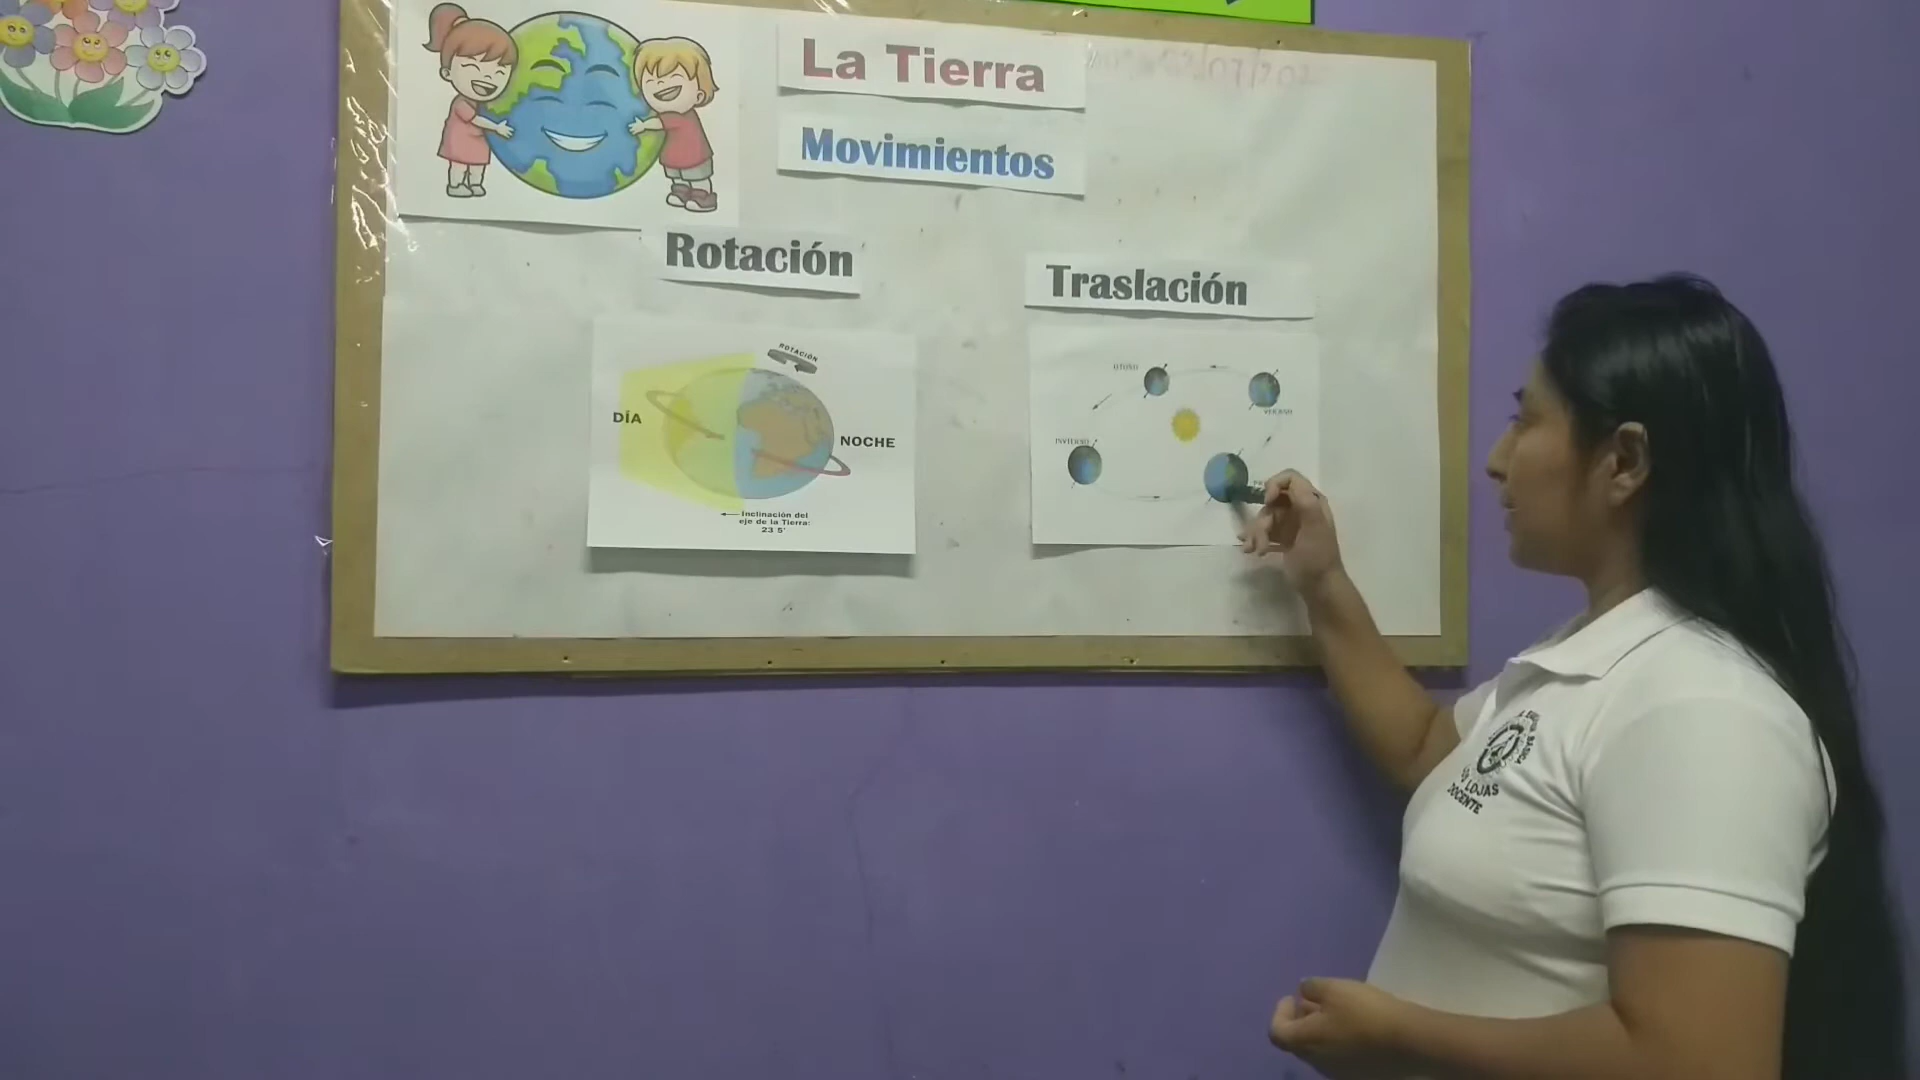 La Tierra
Movimientos
Rotación
Traslación
ROTACIÓN
DÍA
NOCHE
Inclinación del
eje de la Tierra:
23 5'
OTOÑO
VERANO
INVIERNO
LOJAS
DOCENTE